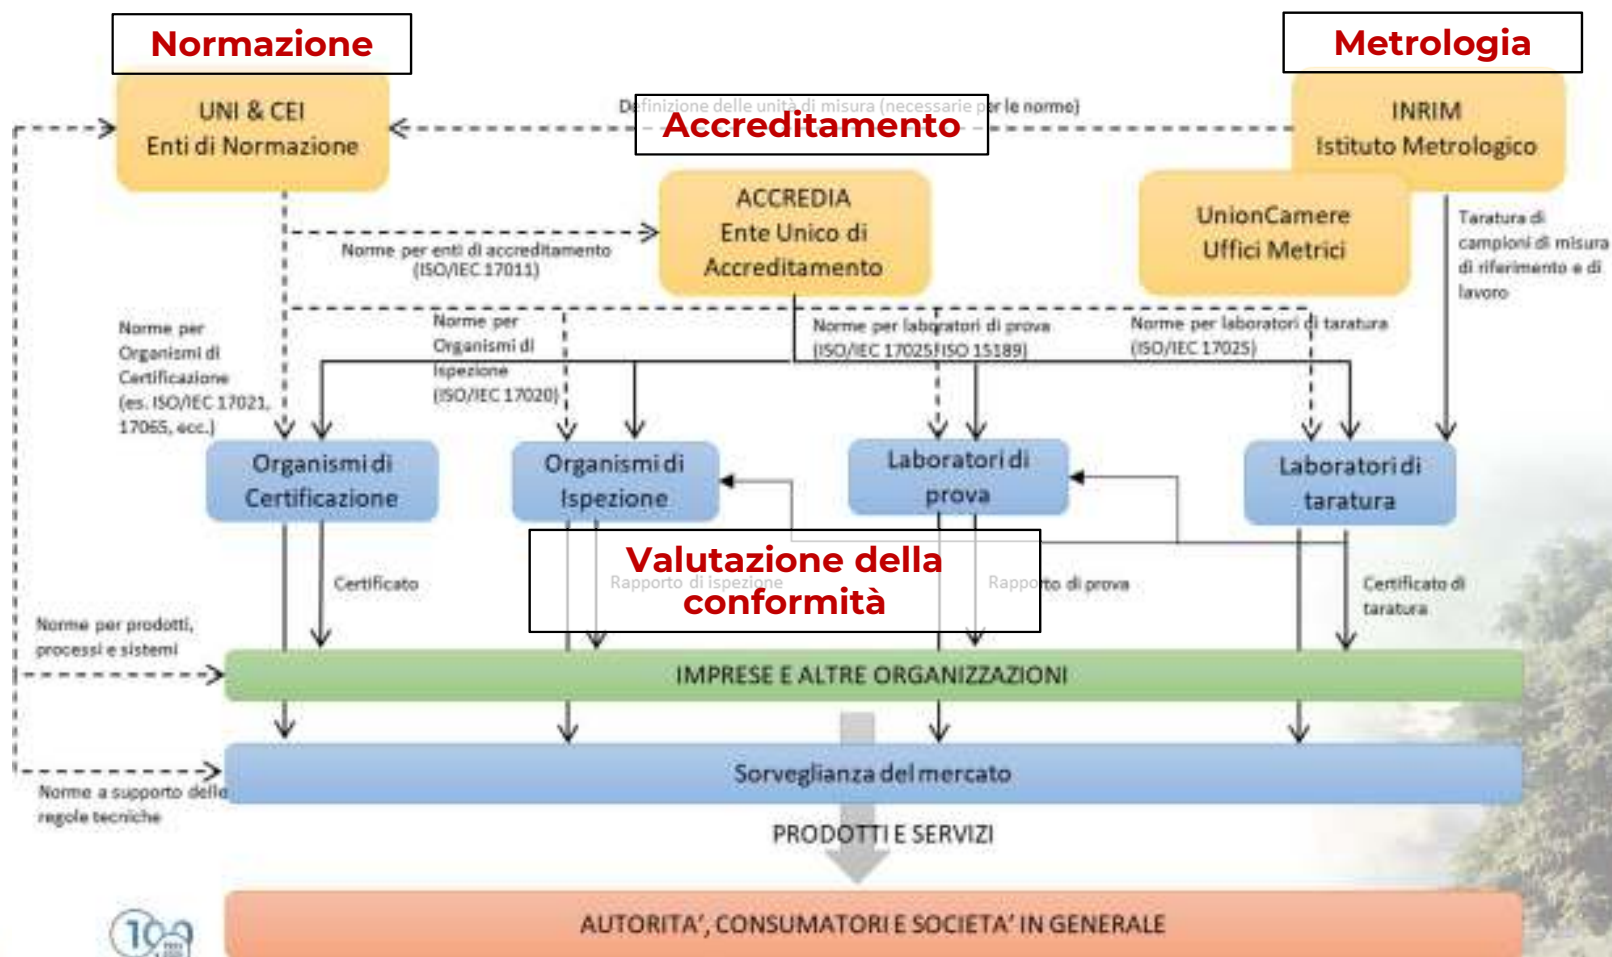 Normazione
Metrologia
UNI & CEI
Enti di Normazione
Definizione delle unità di misura (necessarie per le norme)
Accreditamento
INRIM
Istituto Metrologico
ACCREDIA
Ente Unico di
Accreditamento
UnionCamere
Uffici Metrici
Taratura di
campioni di misura
di riferimento e di
lavoro
Norme per enti di accreditamento
(ISO/IEC 17011)
Norme per
Organismi di
Certificazione
(es. ISO/IEC 17021,
17065, ecc.)
Norme per
Organismi di
Ispezione
(ISO/IEC 17020)
Norme per laboratori di prova
(ISO/IEC 17025 ISO 15189)
Norme per laboratori di taratura
(ISO/IEC 17025)
Organismi di
Certificazione
Organismi di
Ispezione
Laboratori di
prova
Laboratori di
taratura
Valutazione della
conformità
Certificato
Rapporto di ispezione
Rapporto di prova
Certificato di
taratura
Norme per prodotti,
processi e sistemi
IMPRESE E ALTRE ORGANIZZAZIONI
Sorveglianza del mercato
Norme a supporto delle
regole tecniche
PRODOTTI E SERVIZI
AUTORITA’, CONSUMATORI E SOCIETA’ IN GENERALE
100